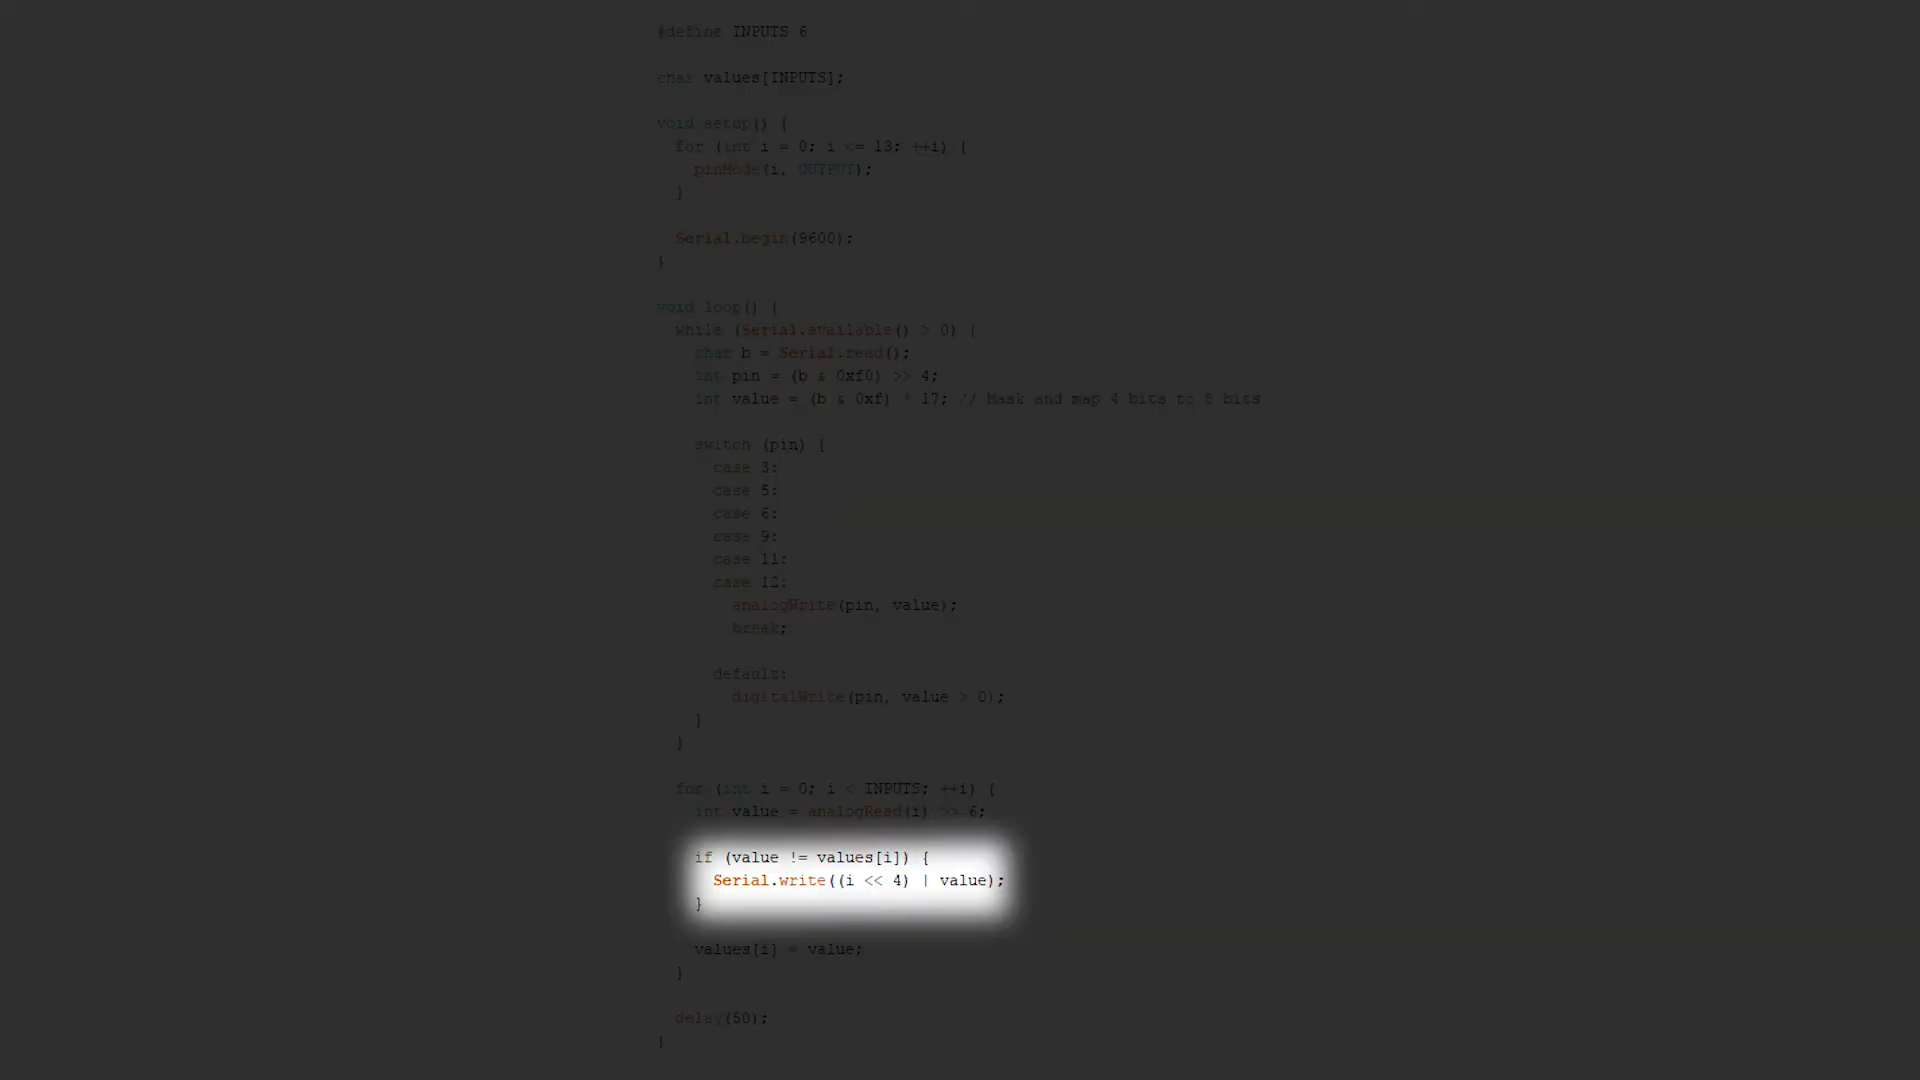 #define INPUTS 6
char values[INPUTS];
void setup() {
for (int i = 0; i <= 13; ++i) {
pinMode(i, OUTPUT);
}
Serial.begin(9600);
}
void loop() {
while (Serial.available() > 0) {
char b = Serial.read();
int pin = (b & 0xf0) >> 4;
int value = (b & 0xf) * 17; // Mask and map 4 bits to 8 bits
switch (pin) {
case 3:
case 5:
case 6:
case 9:
case 11:
case 12:
analogWrite(pin, value);
break;
default:
digitalWrite(pin, value > 0);
}
}
for (int i = 0; i < INPUTS; ++i) {
int value = analogRead(i) >> 6;
if (value != values[i]) {
Serial.write((i << 4) | value);
}
values[i] = value;
}
delay(50);
}